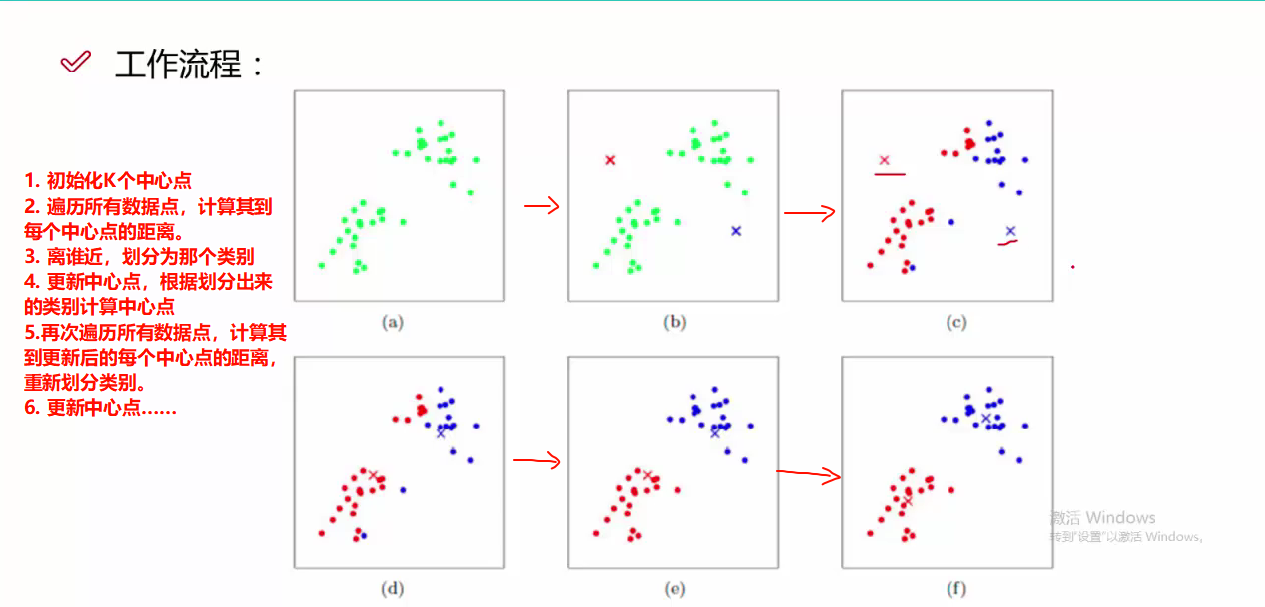 工作流程：
1. 初始化K个中心点
2. 遍历所有数据点，计算其到
每个中心点的距离。
3. 离谁近，划分为那个类别
4. 更新中心点，根据划分出来
的类别计算中心点
5.再次遍历所有数据点，计算其
到更新后的每个中心点的距离，
重新划分类别。
6. 更新中心点……
(a)
(b)
(c)
(d)
(e)
(f)
激活 Windows
转到"设置"以激活 Windows。